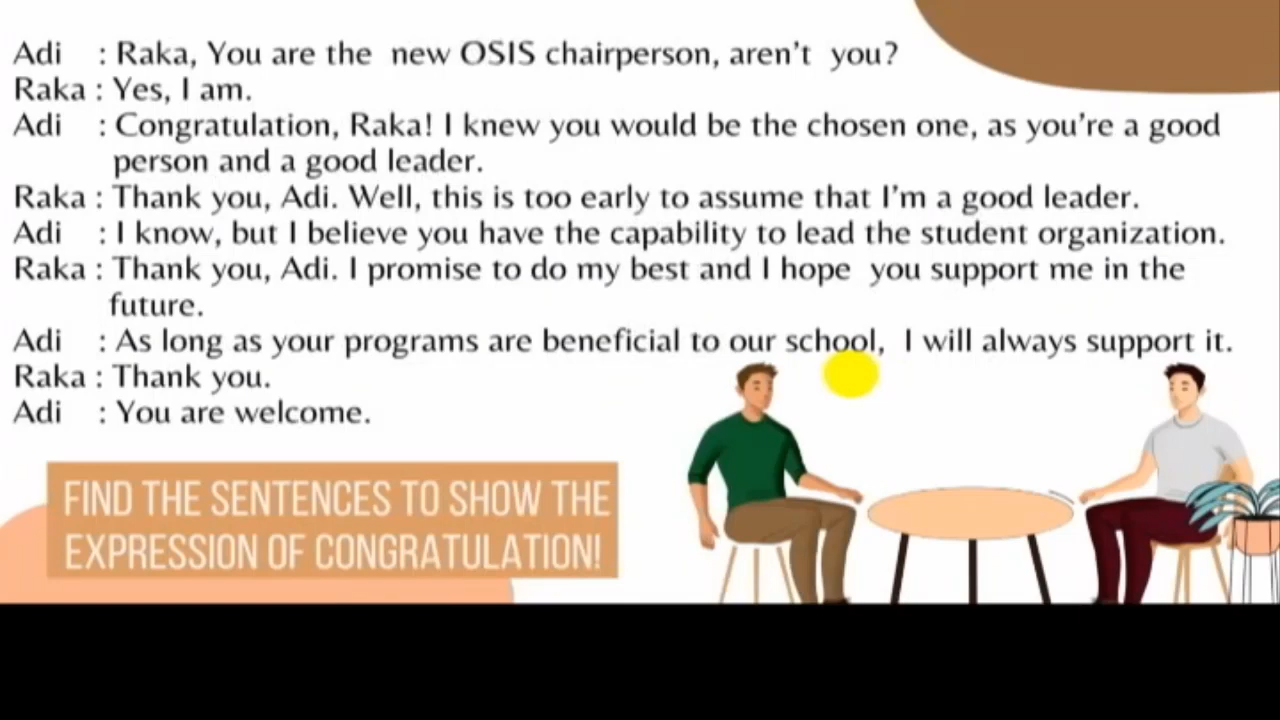 Adi : Raka, You are the new OSIS chairperson, aren't you?
Raka : Yes, I am.
Adi : Congratulation, Raka! I knew you would be the chosen one, as you're a good
person and a good leader.
Raka : Thank you, Adi. Well, this is too early to assume that I'm a good leader.
Adi : I know, but I believe you have the capability to lead the student organization.
Raka : Thank you, Adi. I promise to do my best and I hope you support me in the
future.
Adi : As long as your programs are beneficial to our school, I will always support it.
Raka : Thank you.
Adi : You are welcome.
FIND THE SENTENCES TO SHOW THE
EXPRESSION OF CONGRATULATION!